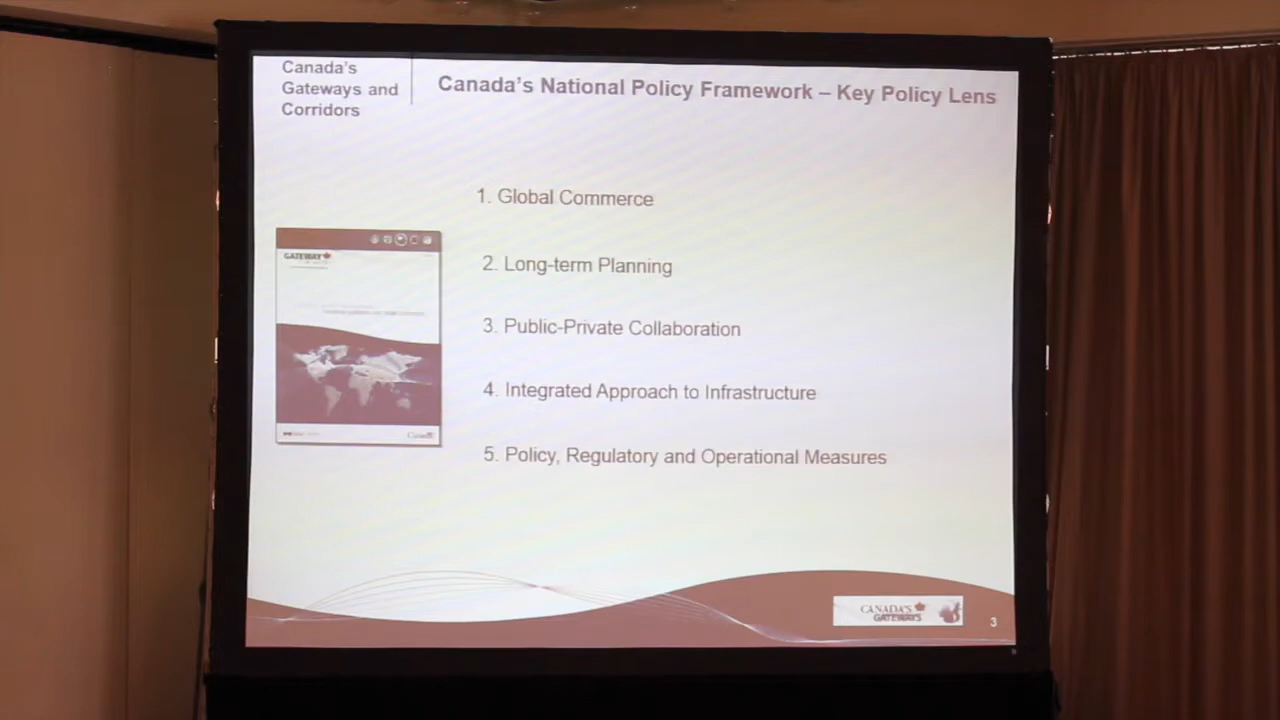 Canada's
Gateways and
Corridors
Canada's National Policy Framework – Key Policy Lens
1. Global Commerce
2. Long-term Planning
3. Public-Private Collaboration
4. Integrated Approach to Infrastructure
5. Policy, Regulatory and Operational Measures
GATEWAY
Canada
CANADA'S
GATEWAYS
3